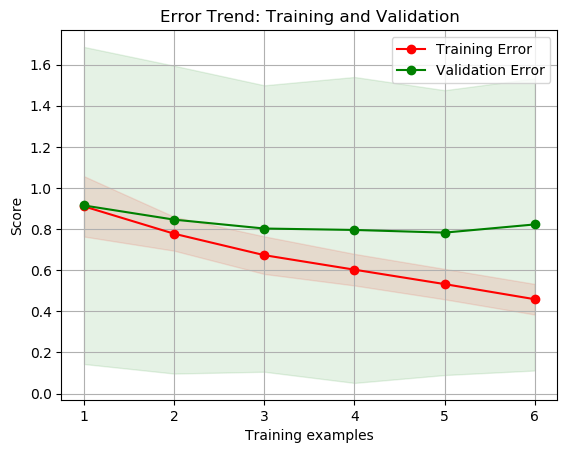 Error Trend: Training and Validation
Training Error
Validation Error
Score
1.6
1.4
1.2
1.0
0.8
0.6
0.4
0.2
0.0
1 2 3 4 5 6
Training examples